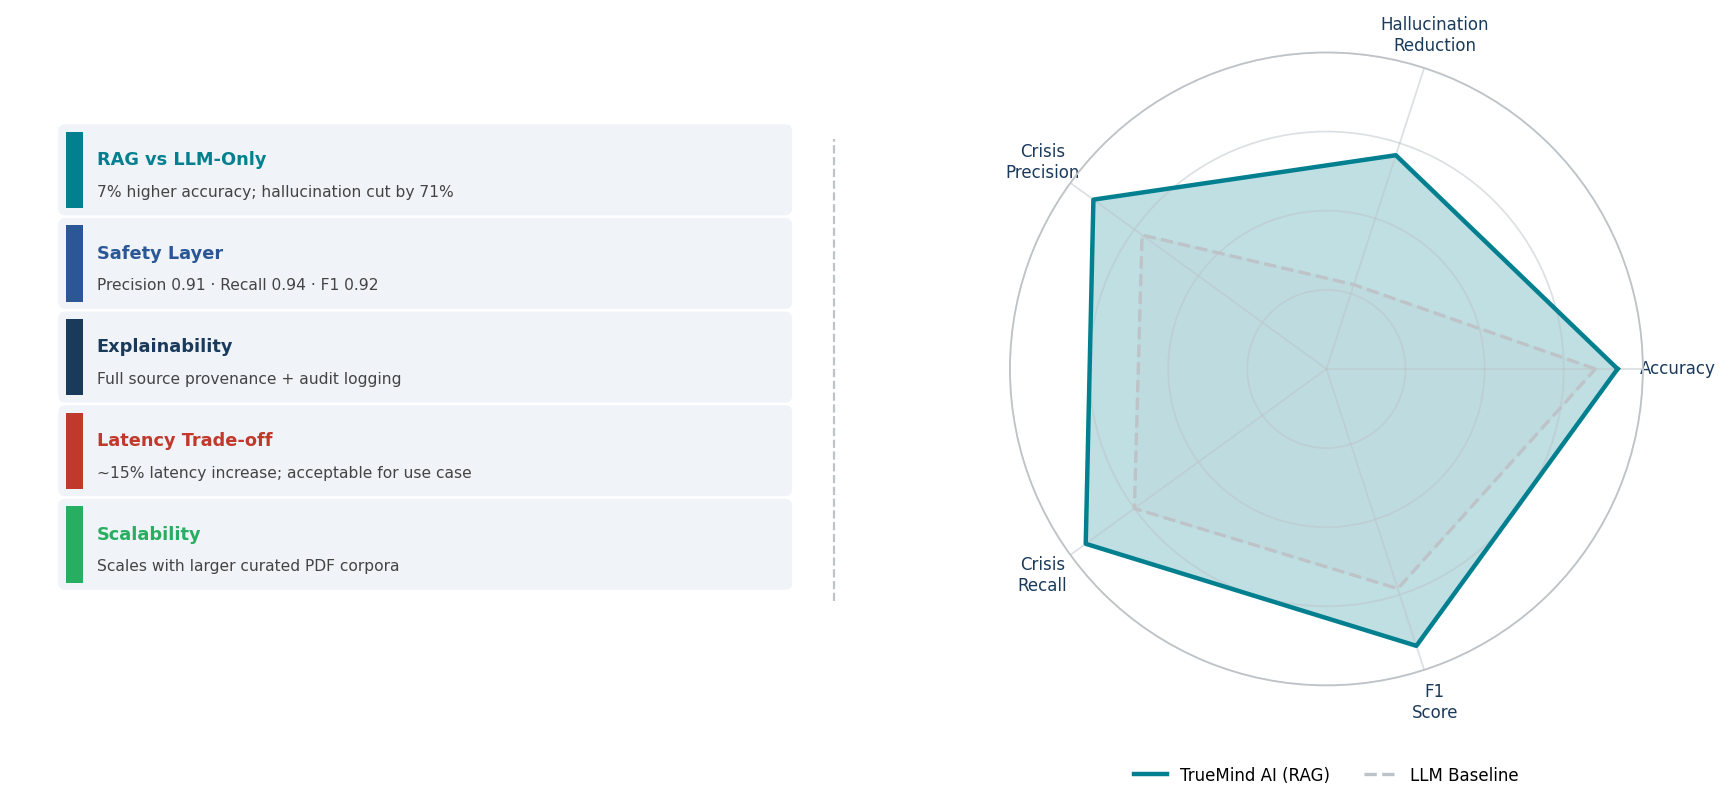 RAG vs LLM-Only
7% higher accuracy; hallucination cut by 71%
Safety Layer
Precision 0.91 · Recall 0.94 · F1 0.92
Explainability
Full source provenance + audit logging
Latency Trade-off
~15% latency increase; acceptable for use case
Scalability
Scales with larger curated PDF corpora
Hallucination
Reduction
Crisis
Precision
Accuracy
Crisis
Recall
F1
Score
TrueMind AI (RAG)
LLM Baseline